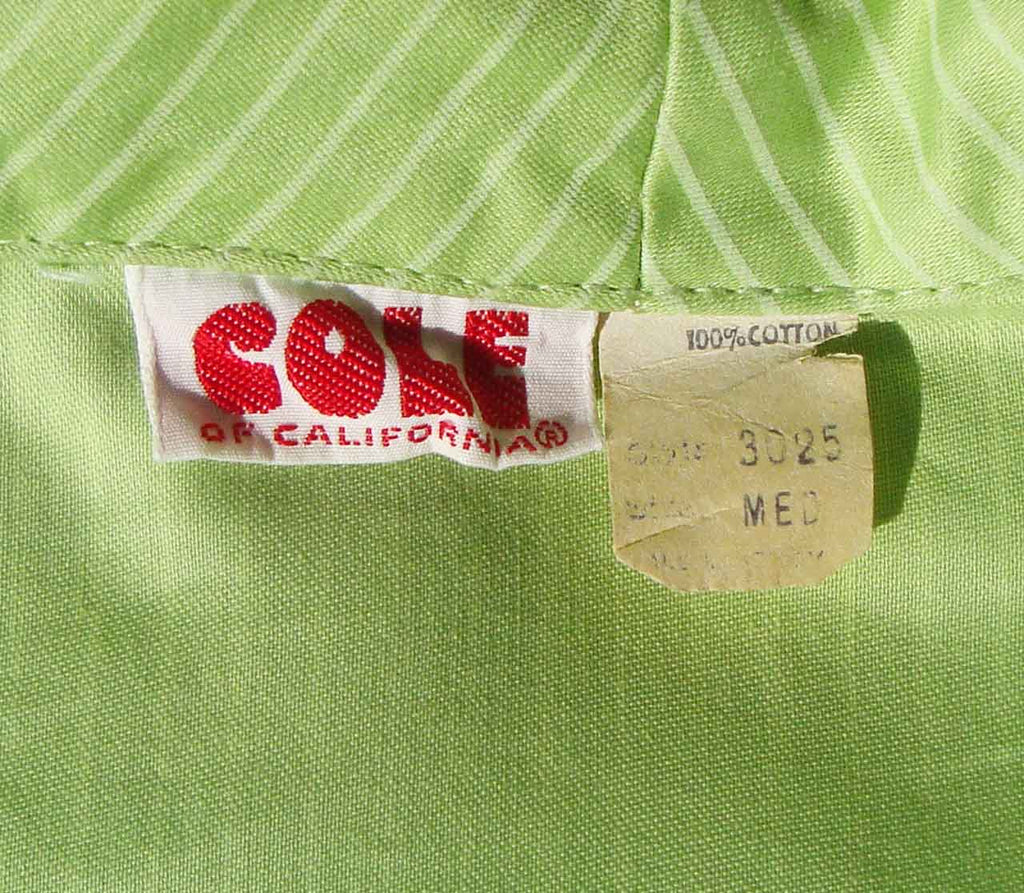 COLE
OF CALIFORNIA®
100% COTTON
3025
MED